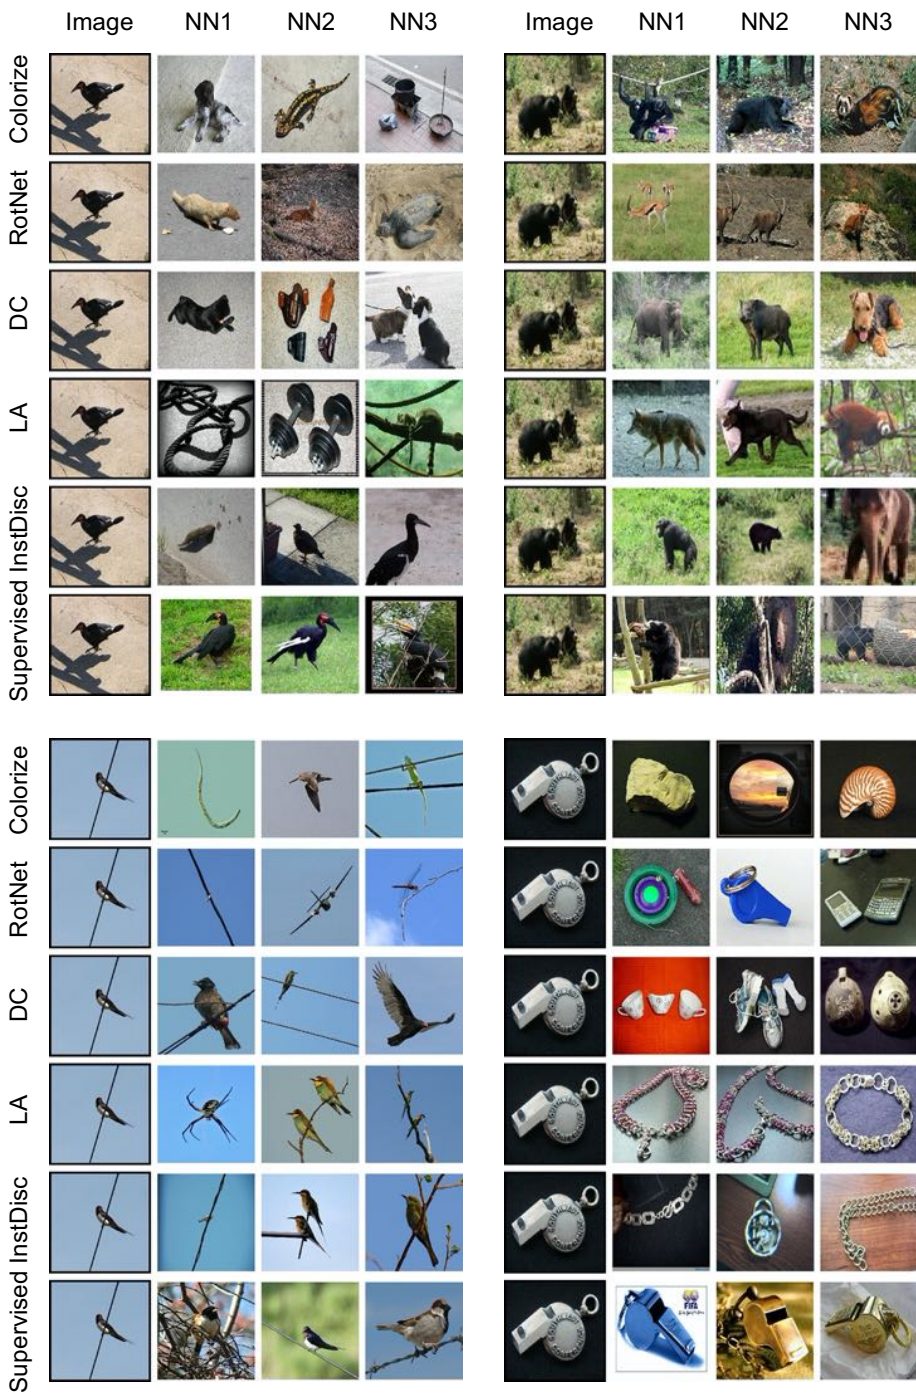 Image NN1 NN2 NN3 Image NN1 NN2 NN3
Colorize
RotNet
DC
LA
InstDisc
Supervised
Colorize
RotNet
DC
LA
InstDisc
Supervised
FIFA